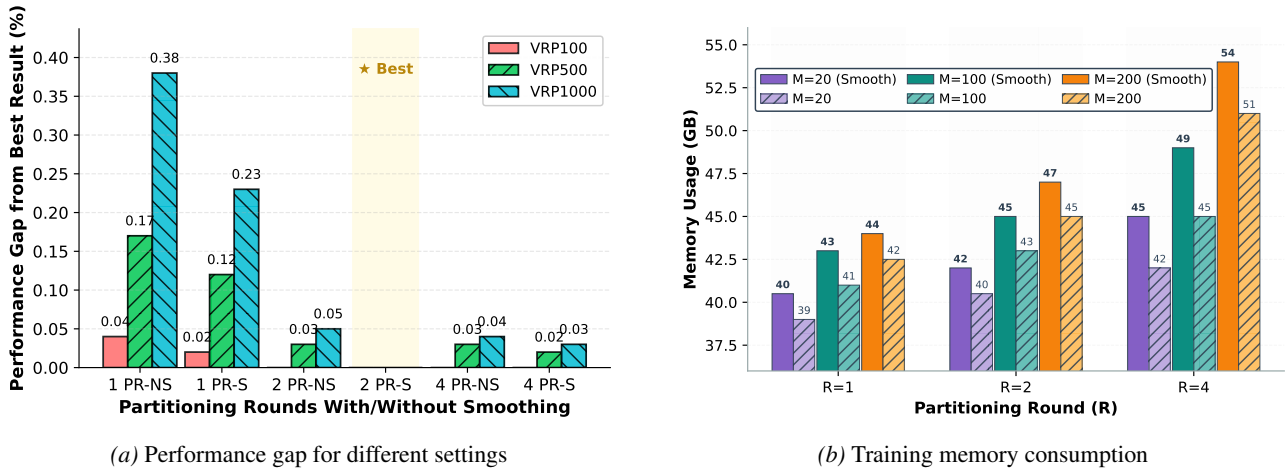 Performance Gap from Best Result (%)
0.40
0.35
0.30
0.25
0.20
0.15
0.10
0.05
0.00
0.04
0.17
0.38
0.02
0.12
0.23
0.03
0.05
★ Best
0.03
0.04
0.02
0.03
VRP100
VRP500
VRP1000
1 PR-NS
1 PR-S
2 PR-NS
2 PR-S
4 PR-NS
4 PR-S
Partitioning Rounds With/Without Smoothing
(a) Performance gap for different settings
Memory Usage (GB)
55.0
52.5
50.0
47.5
45.0
42.5
40.0
37.5
M=20 (Smooth)
M=100 (Smooth)
M=200 (Smooth)
M=20
M=100
M=200
40
39
43
41
44
42
42
40
45
43
47
45
45
42
49
45
54
51
R=1
R=2
R=4
Partitioning Round (R)
(b) Training memory consumption